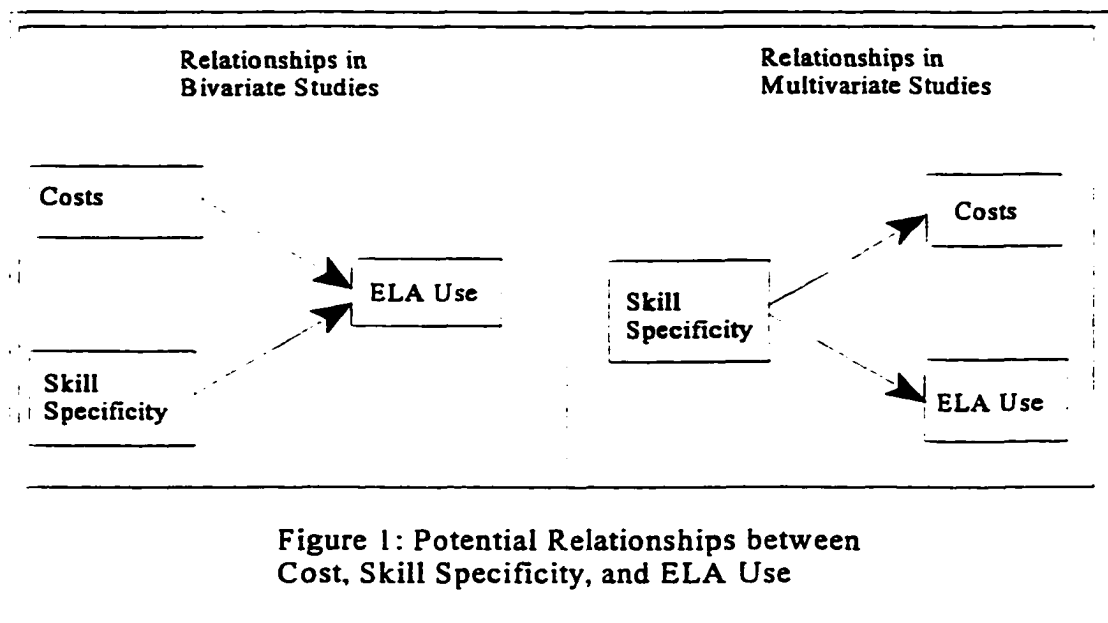 Relationships in
Bivariate Studies
Costs
ELA Use
Skill
Specificity
Relationships in
Multivariate Studies
Costs
Skill
Specificity
ELA Use
Figure 1: Potential Relationships between
Cost, Skill Specificity, and ELA Use